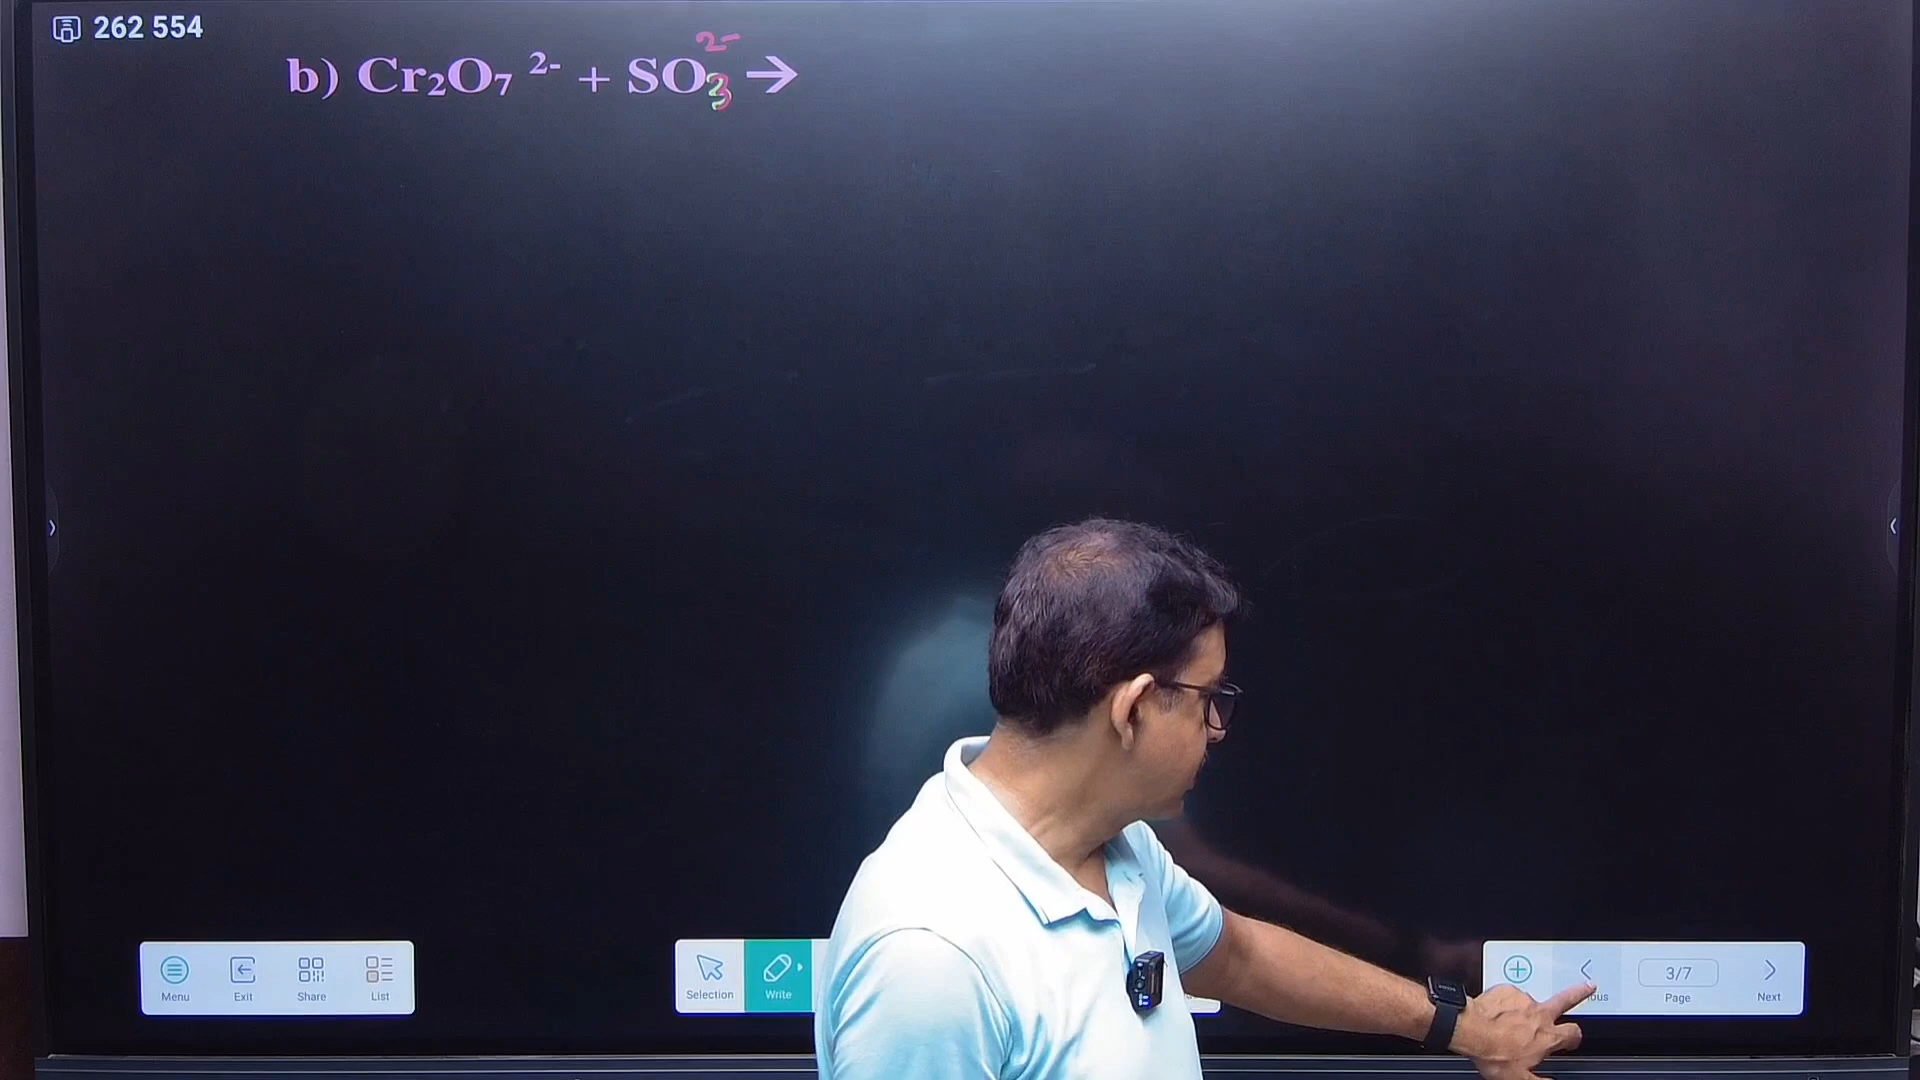 262 554
b) Cr₂O₇ ²⁻ + SO₃²⁻ →
Menu Exit Share List
Selection Write
3/7
Page Next